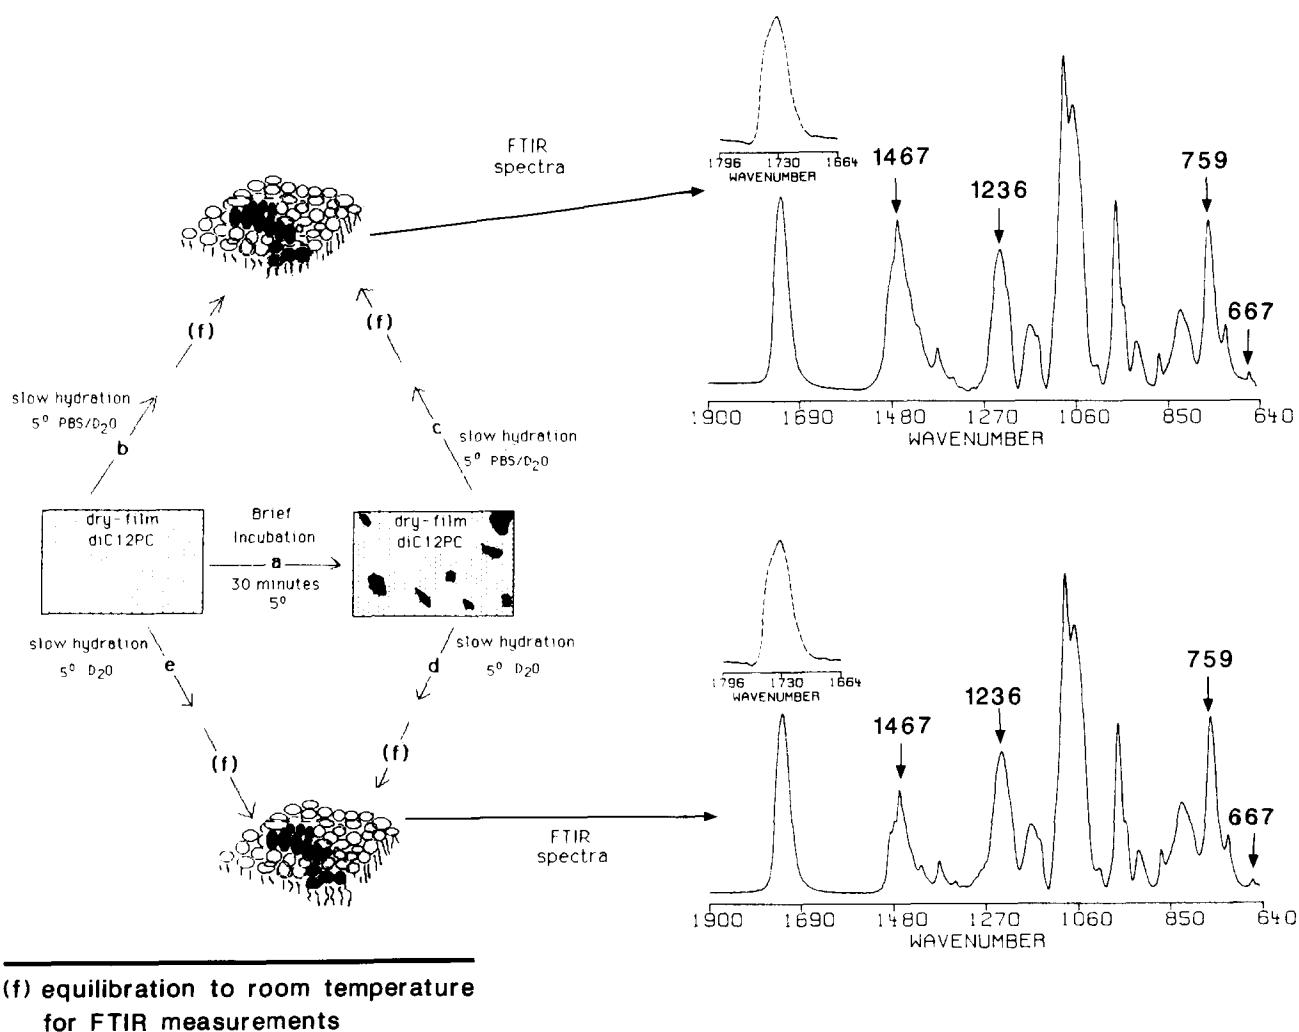 FTIR
spectra
1796 1730 1664
WAVENUMBER
1467
1236
759
667
1900 1690 1480 1270 1060 850 640
WAVENUMBER
(f)
(f)
slow hydration
5° PBS/D2O
b
c
slow hydration
5° PBS/D2O
dry-film
diC12PC
Brief
Incubation
a
30 minutes
5°
dry-film
diC12PC
slow hydration
5° D2O
e
d
slow hydration
5° D2O
(f)
(f)
FTIR
spectra
1796 1730 1664
WAVENUMBER
1467
1236
759
667
1900 1690 1480 1270 1060 850 640
WAVENUMBER
(f) equilibration to room temperature
for FTIR measurements